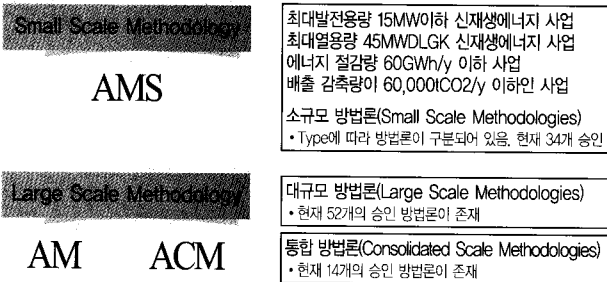 Small Scale Methodology
AMS
최대발전용량 15MW이하 신재생에너지 사업
최대열용량 45MWDLGK 신재생에너지 사업
에너지 절감량 60GWh/y 이하 사업
배출 감축량이 60,000tCO2/y 이하인 사업
소규모 방법론(Small Scale Methodologies)
• Type에 따라 방법론이 구분되어 있음. 현재 34개 승인
Large Scale Methodology
AM ACM
대규모 방법론(Large Scale Methodologies)
• 현재 52개의 승인 방법론이 존재
통합 방법론(Consolidated Scale Methodologies)
• 현재 14개의 승인 방법론이 존재